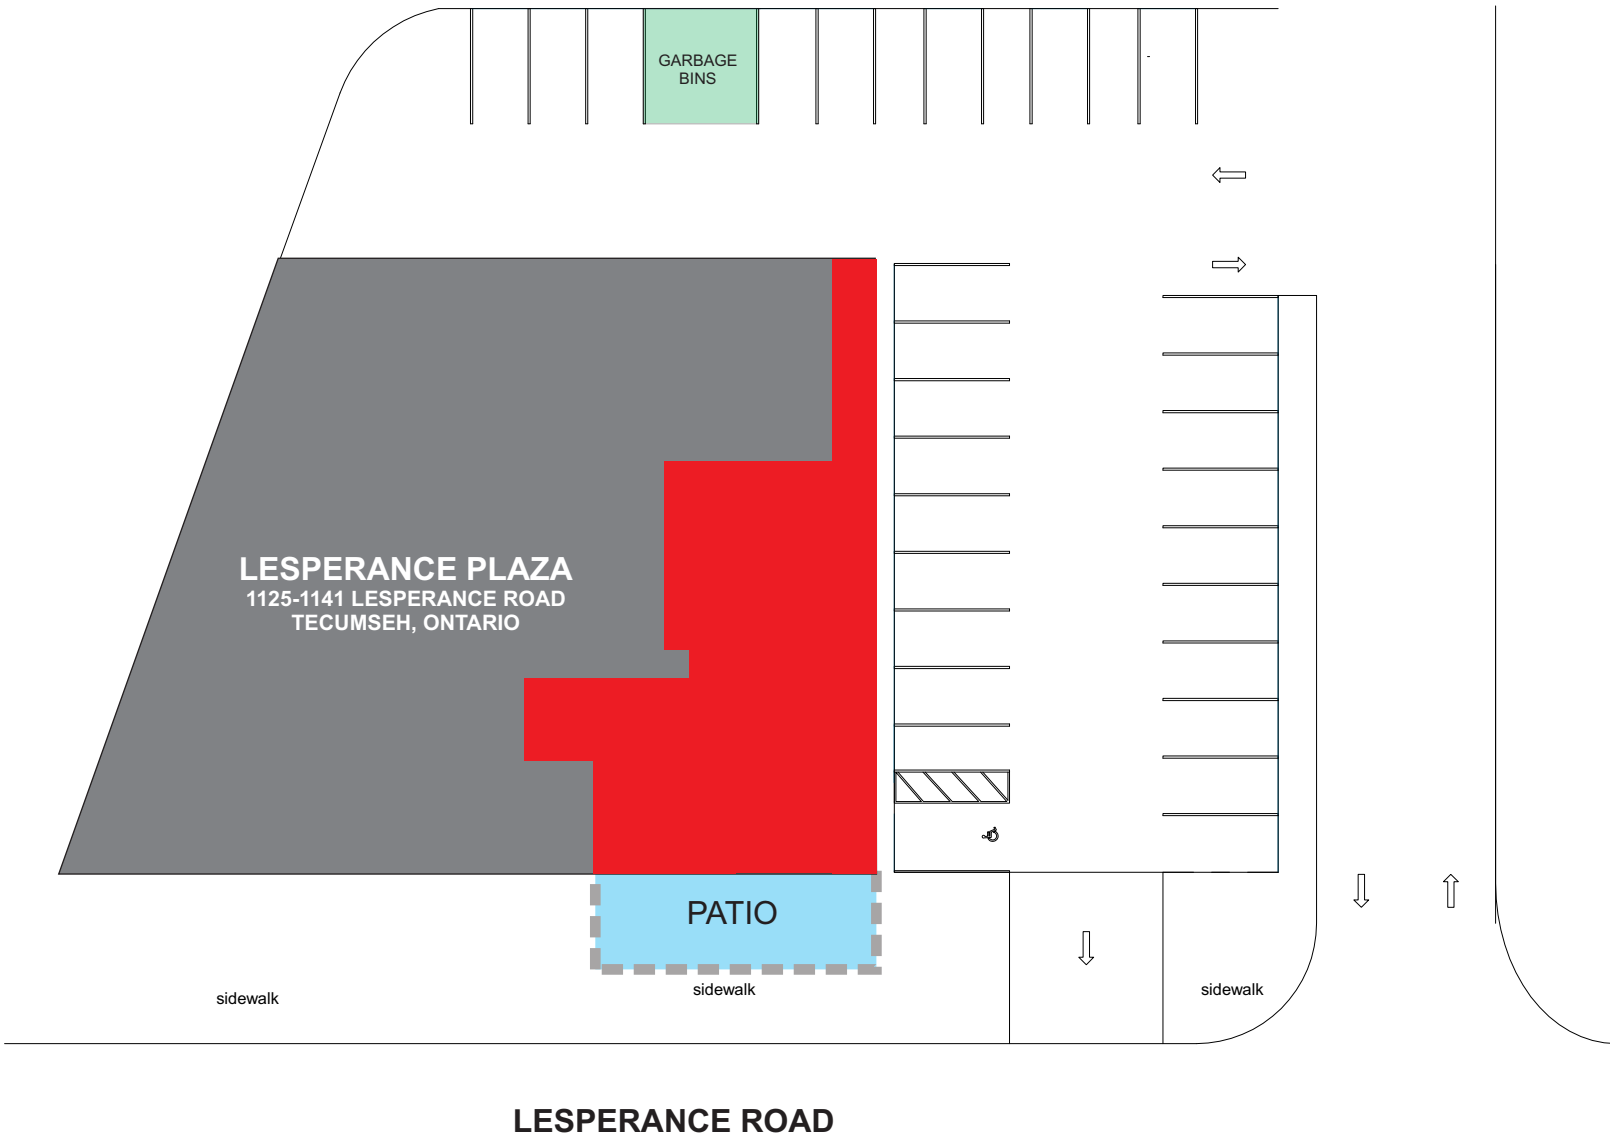 GARBAGE
BINS
LESPERANCE PLAZA
1125-1141 LESPERANCE ROAD
TECUMSEH, ONTARIO
PATIO
sidewalk
sidewalk
sidewalk
LESPERANCE ROAD